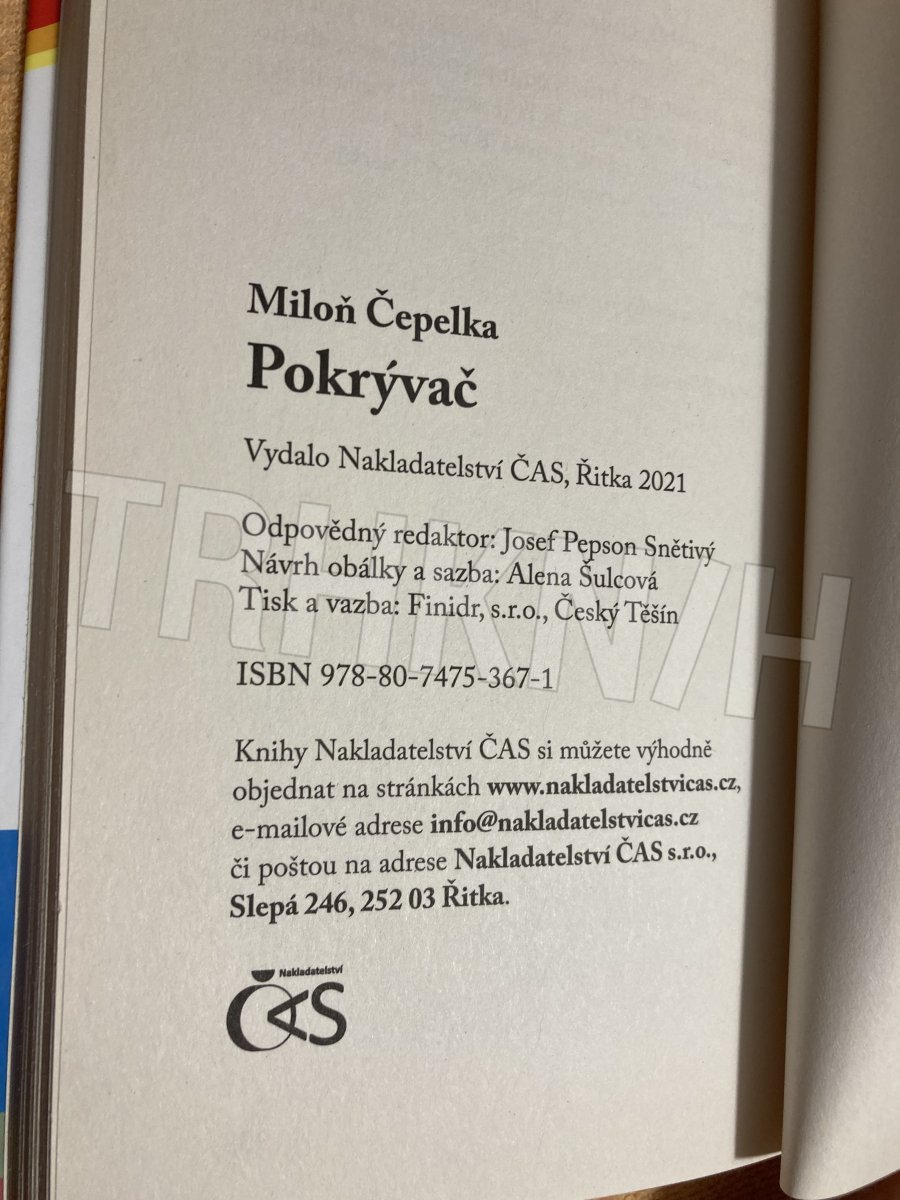 Miloň Čepelka
Pokrývač
Vydalo Nakladatelství ČAS, Řitka 2021
Odpovědný redaktor: Josef Pepson Snětivý
Návrh obálky a sazba: Alena Šulcová
Tisk a vazba: Finidr, s.r.o., Český Těšín
TRHKNIH
ISBN 978-80-7475-367-1
Knihy Nakladatelství ČAS si můžete výhodně
objednat na stránkách www.nakladatelstvicas.cz,
e-mailové adrese info@nakladatelstvicas.cz
či poštou na adrese Nakladatelství ČAS s.r.o.,
Slepá 246, 252 03 Řitka.
Nakladatelství
ČAS